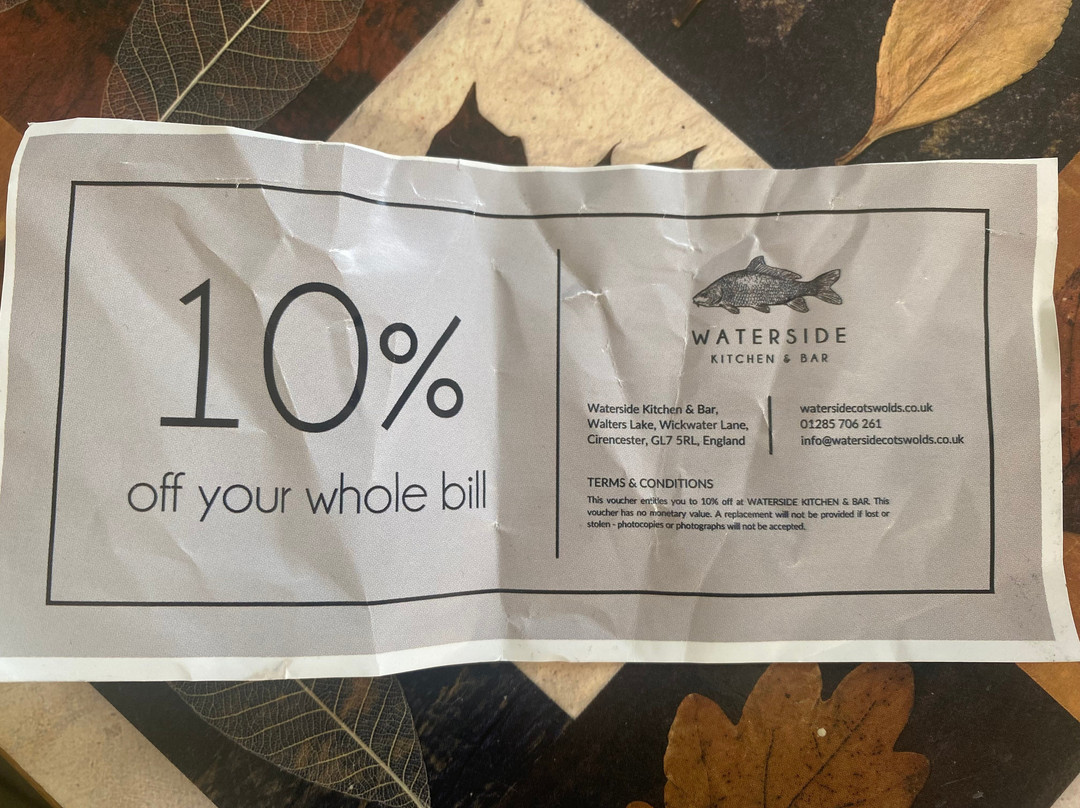 10%
off your whole bill
WATERSIDE
KITCHEN & BAR
Waterside Kitchen & Bar,
Walters Lake, Wickwater Lane,
Cirencester, GL7 5RL, England
watersidecotswolds.co.uk
01285 706 261
info@watersidecotswolds.co.uk
TERMS & CONDITIONS
This voucher entitles you to 10% off at WATERSIDE KITCHEN & BAR. This
voucher has no monetary value. A replacement will not be provided if lost or
stolen - photocopies or photographs will not be accepted.